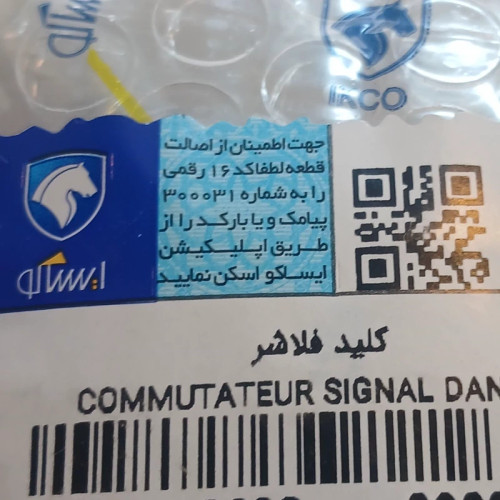 IKCO
جهت اطمینان از اصالت
قطعه لطفا کد ۱۶ رقمی
را به شماره ۳۰۰۰۳۱
پیامک و یا بارکد را از
طریق اپلیکیشن
ایساکو اسکن نمایید
ایساکو
کلید فلاشر
COMMUTATEUR SIGNAL DAN